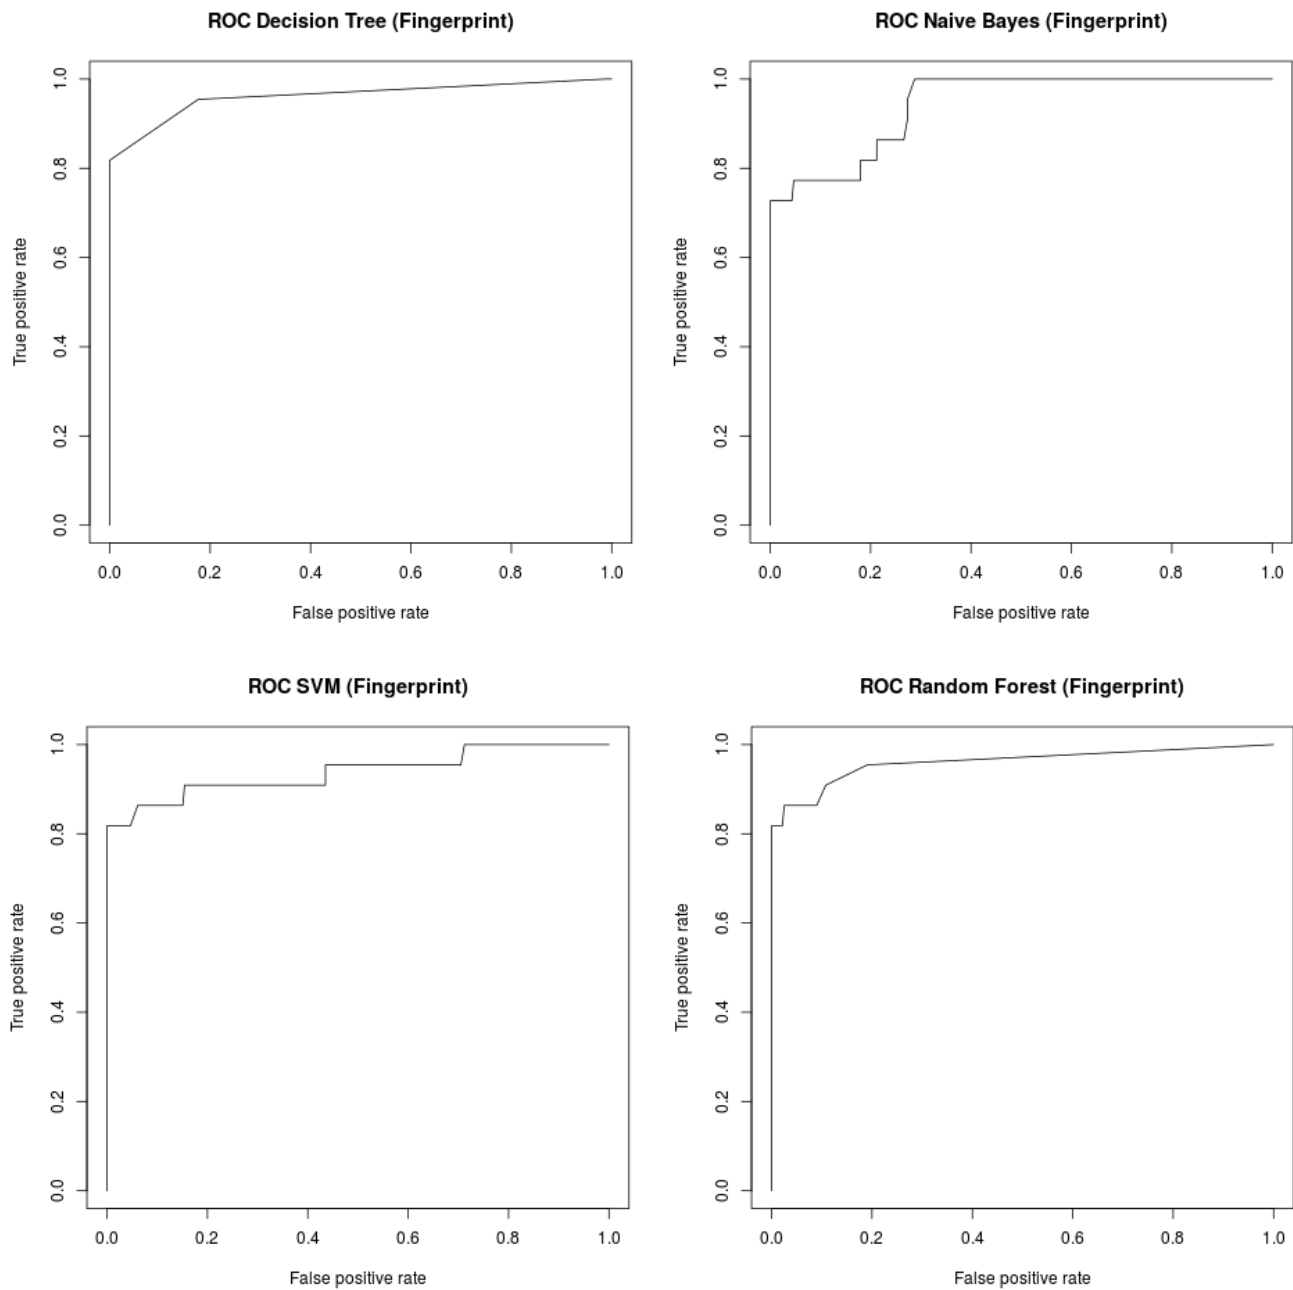 ROC Decision Tree (Fingerprint)
True positive rate
1.0
0.8
0.6
0.4
0.2
0.0
0.0 0.2 0.4 0.6 0.8 1.0
False positive rate
ROC Naive Bayes (Fingerprint)
True positive rate
1.0
0.8
0.6
0.4
0.2
0.0
0.0 0.2 0.4 0.6 0.8 1.0
False positive rate
ROC SVM (Fingerprint)
True positive rate
1.0
0.8
0.6
0.4
0.2
0.0
0.0 0.2 0.4 0.6 0.8 1.0
False positive rate
ROC Random Forest (Fingerprint)
True positive rate
1.0
0.8
0.6
0.4
0.2
0.0
0.0 0.2 0.4 0.6 0.8 1.0
False positive rate